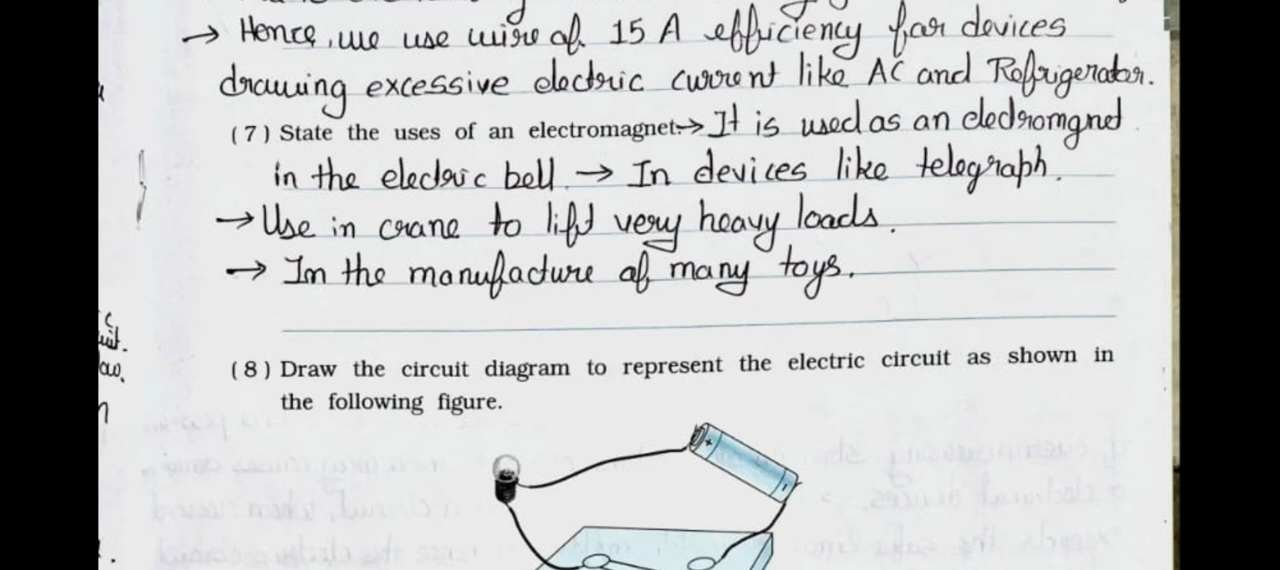 → Hence, we use wire of 15 A efficiency for devices
drawing excessive electric current like AC and Refrigerator.
(7) State the uses of an electromagnet.→ It is used as an electromgnet
in the electric bell → In devices like telegraph.
→ Use in crane to lift very heavy loads.
→ In the manufacture of many toys.
(8) Draw the circuit diagram to represent the electric circuit as shown in
the following figure.
+
-